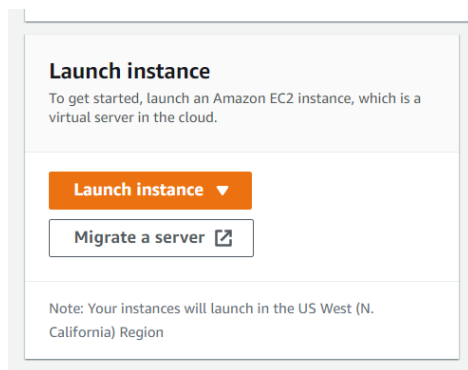 Launch instance
To get started, launch an Amazon EC2 instance, which is a
virtual server in the cloud.
Launch instance
Migrate a server
Note: Your instances will launch in the US West (N.
California) Region